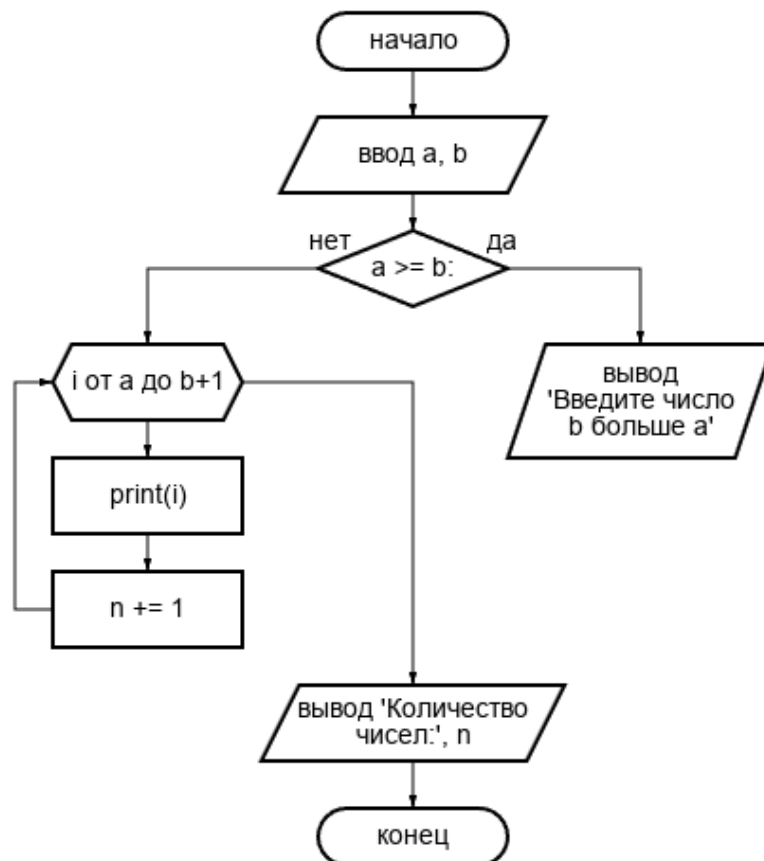 начало
ввод a, b
нет
да
a >= b:
i от a до b+1
вывод
'Введите число
b больше a'
print(i)
n += 1
вывод 'Количество
чисел:', n
конец